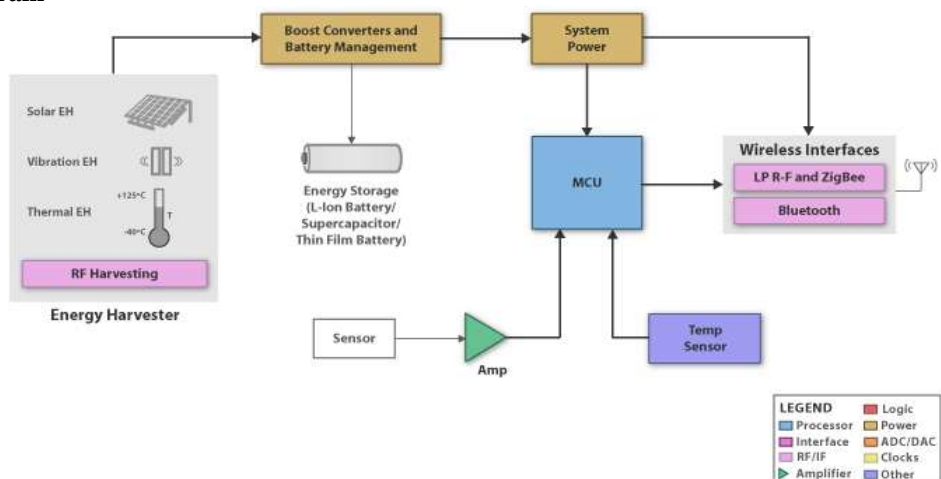 Boost Converters and
Battery Management
System
Power
Solar EH
Vibration EH
Thermal EH
+125°C
T
-40°C
RF Harvesting
Energy Harvester
Energy Storage
(L-Ion Battery/
Supercapacitor/
Thin Film Battery)
MCU
Wireless Interfaces
LP R-F and ZigBee
Bluetooth
Sensor
Amp
Temp
Sensor
LEGEND
Processor
Interface
RF/IF
Amplifier
Logic
Power
ADC/DAC
Clocks
Other